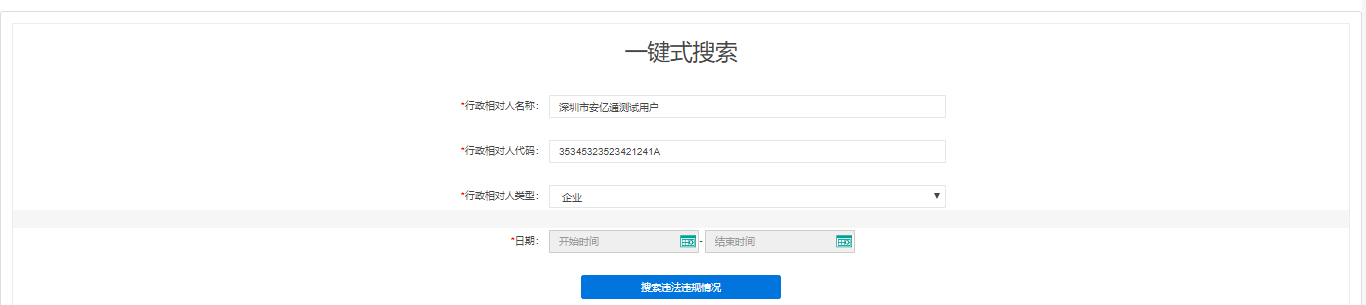 一键式搜索
*行政相对人名称： 深圳市安亿通测试用户
*行政相对人代码： 35345323523421241A
*行政相对人类型： 企业
*日期： 开始时间 - 结束时间
搜索违法违规情况